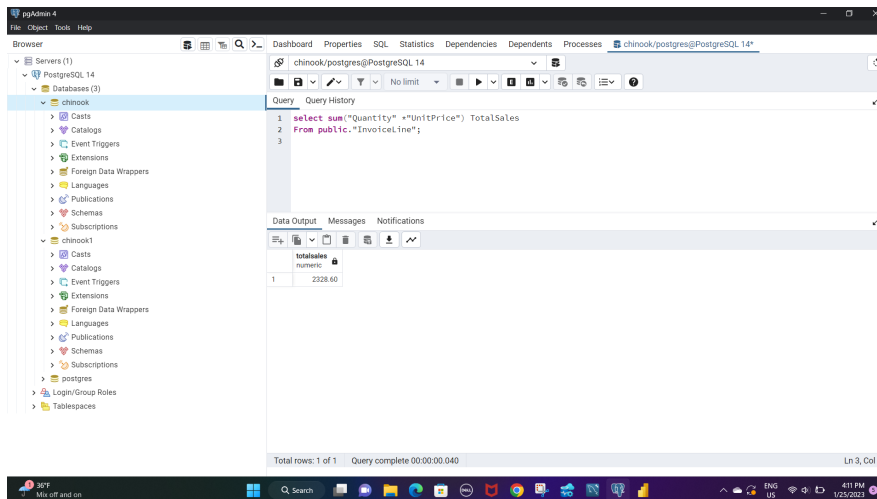 pgAdmin 4
File Object Tools Help
Browser
Dashboard Properties SQL Statistics Dependencies Dependents Processes chinook/postgres@PostgreSQL 14*
Servers (1)
PostgreSQL 14
Databases (3)
chinook
Casts
Catalogs
Event Triggers
Extensions
Foreign Data Wrappers
Languages
Publications
Schemas
Subscriptions
chinook1
Casts
Catalogs
Event Triggers
Extensions
Foreign Data Wrappers
Languages
Publications
Schemas
Subscriptions
postgres
Login/Group Roles
Tablespaces
chinook/postgres@PostgreSQL 14
No limit
Query Query History
1 select sum("Quantity" *"UnitPrice") TotalSales
2 From public."InvoiceLine";
3
Data Output Messages Notifications
totalsales
numeric
1 2328.60
Total rows: 1 of 1 Query complete 00:00:00.040 Ln 3, Col
1
36°F
Mix off and on
Search
DELL
ENG
US
4:11 PM
1/25/2023